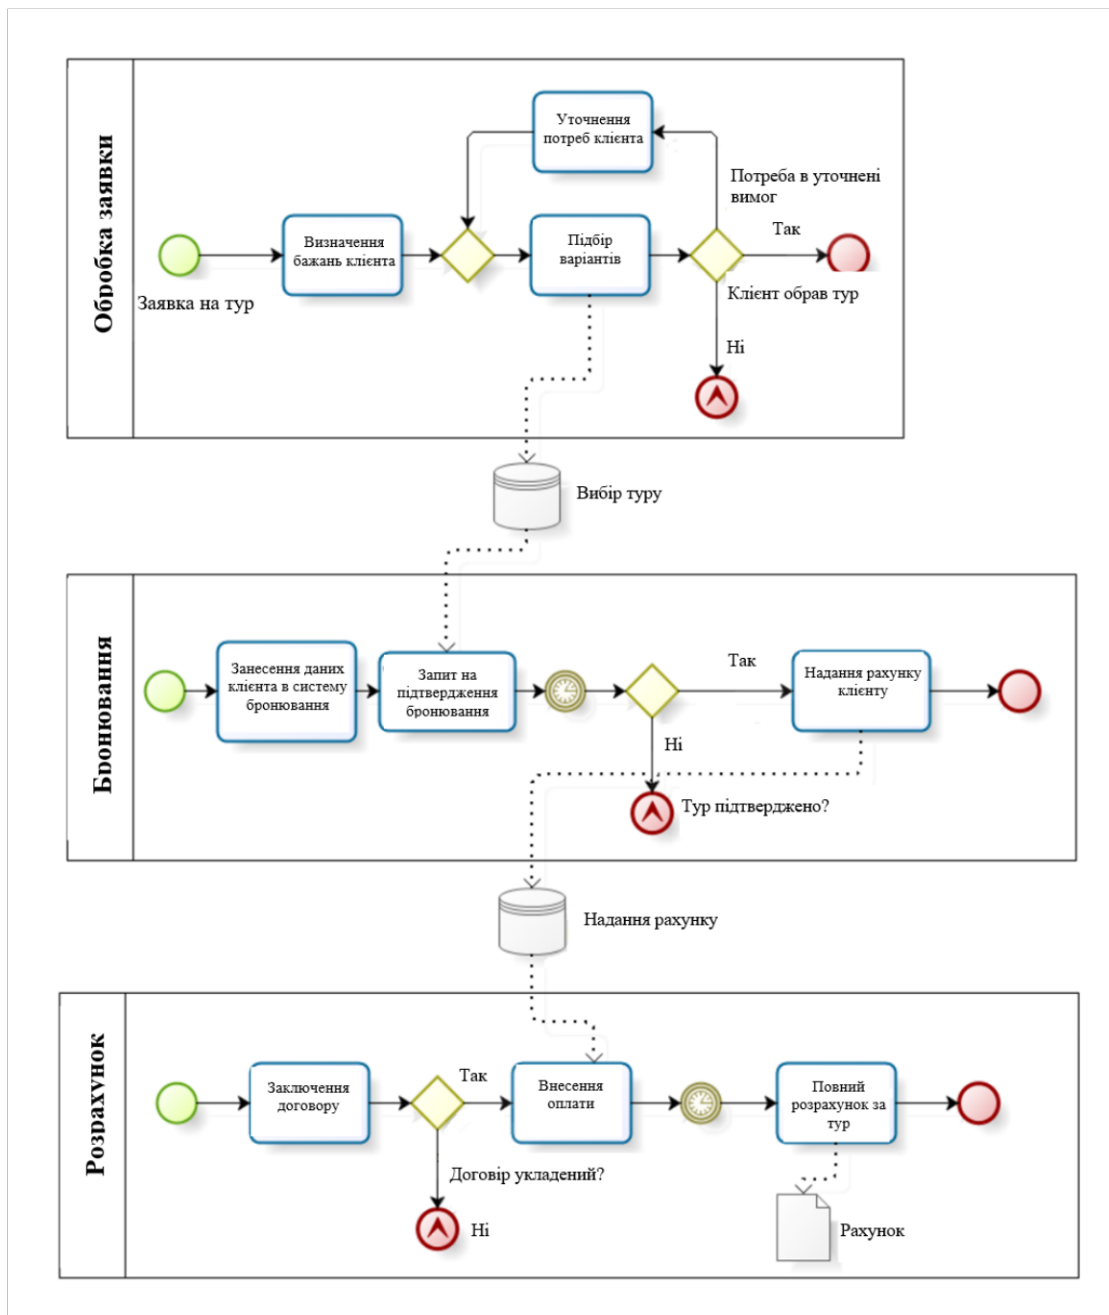 Обробка заявки
Уточнення
потреб клієнта
Потреба в уточнені
вимог
Так
Визначення
бажань клієнта
Підбір
варіантів
Заявка на тур
Клієнт обрав тур
Ні
Вибір туру
Бронювання
Занесення даних
клієнта в систему
бронювання
Запит на
підтвердження
бронювання
Так
Надання рахунку
клієнту
Ні
Тур підтверджено?
Надання рахунку
Розрахунок
Заключення
договору
Так
Внесення
оплати
Повний
розрахунок за
тур
Договір укладений?
Ні
Рахунок